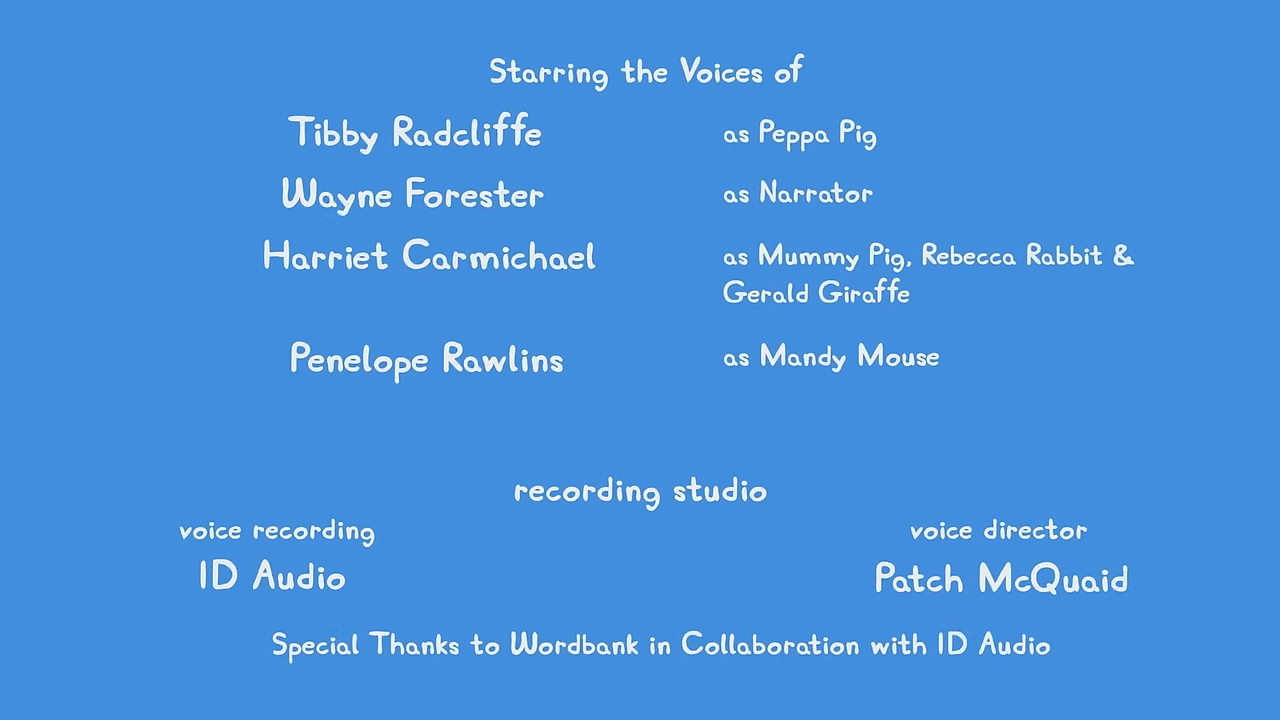 Starring the Voices of
Tibby Radcliffe as Peppa Pig
Wayne Forester as Narrator
Harriet Carmichael as Mummy Pig, Rebecca Rabbit &
Gerald Giraffe
Penelope Rawlins as Mandy Mouse
recording studio
voice recording voice director
ID Audio Patch McQuaid
Special Thanks to Wordbank in Collaboration with ID Audio